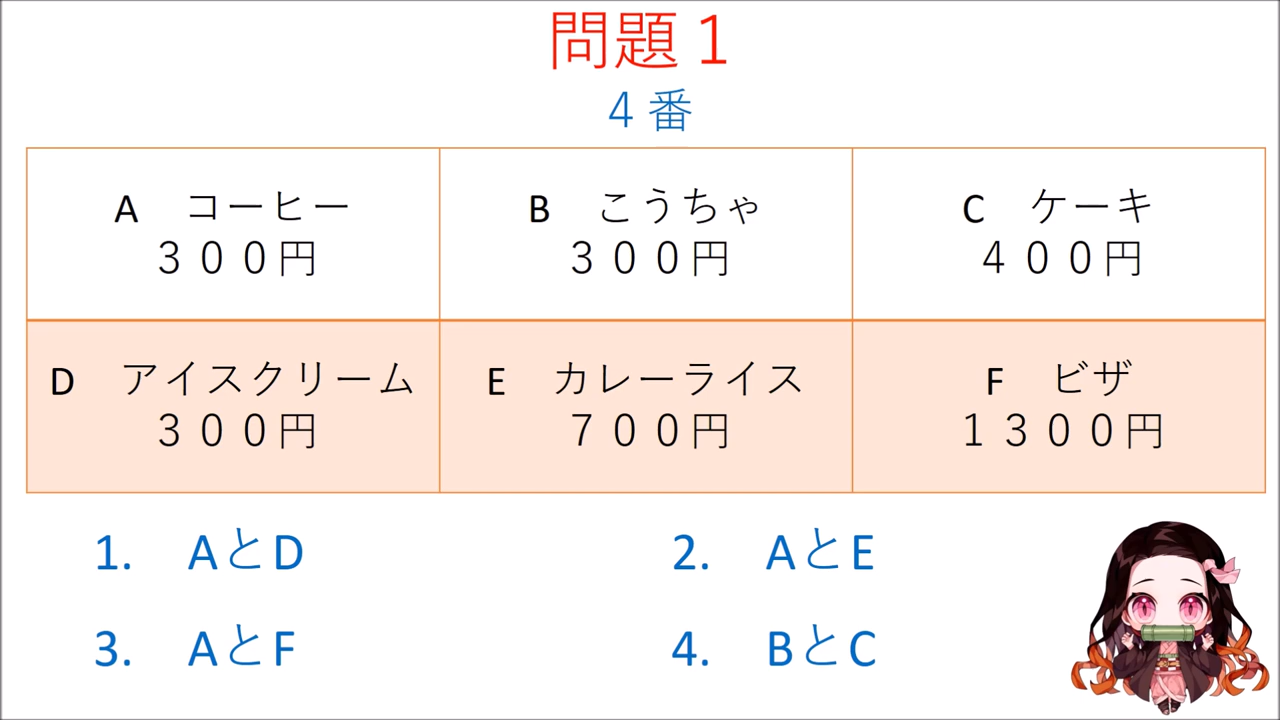 問題１
４番
A　コーヒー
３００円
B　こうちゃ
３００円
C　ケーキ
４００円
D　アイスクリーム
３００円
E　カレーライス
７００円
F　ビザ
１３００円
1.　AとD
2.　AとE
3.　AとF
4.　BとC